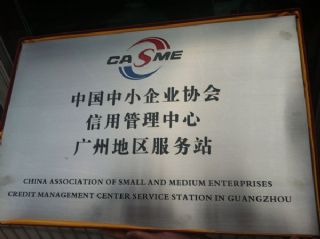 CASME
中国中小企业协会
信用管理中心
广州地区服务站
CHINA ASSOCIATION OF SMALL AND MEDIUM ENTERPRISES
CREDIT MANAGEMENT CENTER SERVICE STATION IN GUANGZHOU